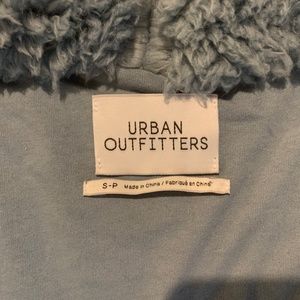 URBAN
OUTFITTERS
S-P Made in China / Fabriqué en Chine